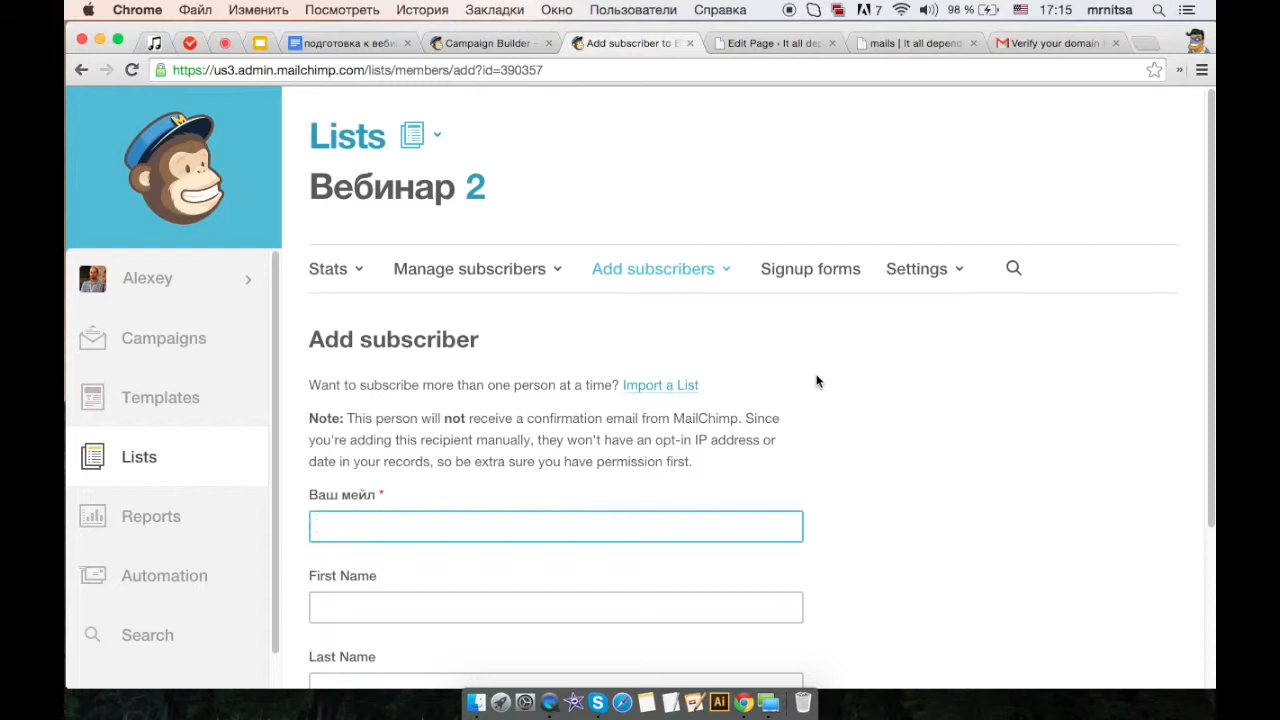 Chrome Файл Изменить Посмотреть История Закладки Окно Пользователи Справка 7 98 % 17:15 mrnitsa
подготовка к веби Campaign Builder - Add subscriber to Edit Page ‹ It all de mails | It all depen Verify your domain
https://us3.admin.mailchimp.com/lists/members/add?id=390357
Lists
Вебинар 2
Stats Manage subscribers Add subscribers Signup forms Settings
Alexey
Campaigns
Templates
Lists
Reports
Automation
Search
Add subscriber
Want to subscribe more than one person at a time? Import a List
Note: This person will not receive a confirmation email from MailChimp. Since
you're adding this recipient manually, they won't have an opt-in IP address or
date in your records, so be extra sure you have permission first.
Ваш мейл *
First Name
Last Name
Ai